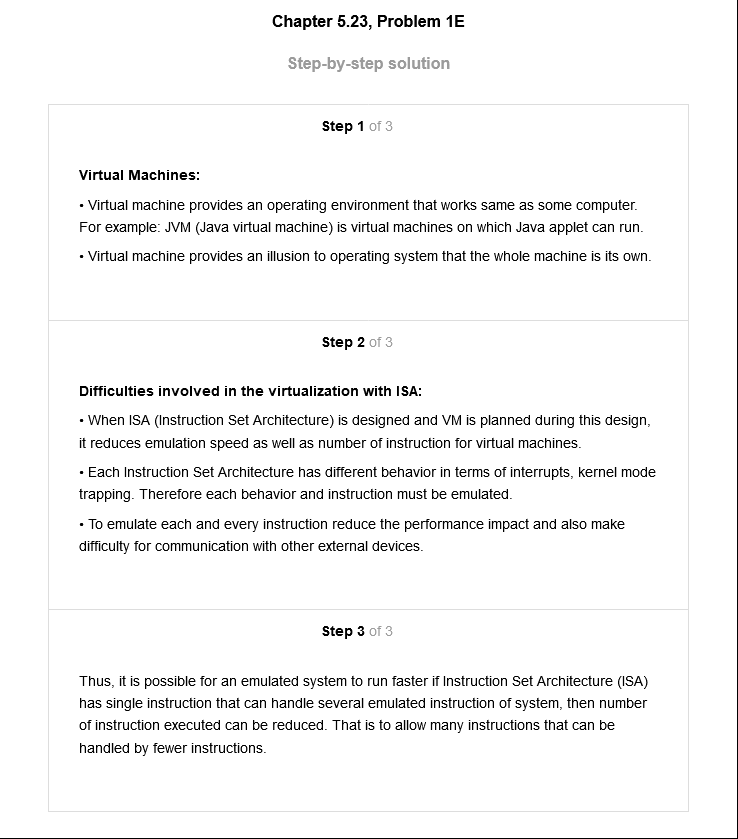 Chapter 5.23, Problem 1E
Step-by-step solution
Step 1 of 3
Virtual Machines:
• Virtual machine provides an operating environment that works same as some computer.
For example: JVM (Java virtual machine) is virtual machines on which Java applet can run.
• Virtual machine provides an illusion to operating system that the whole machine is its own.
Step 2 of 3
Difficulties involved in the virtualization with ISA:
• When ISA (Instruction Set Architecture) is designed and VM is planned during this design,
it reduces emulation speed as well as number of instruction for virtual machines.
• Each Instruction Set Architecture has different behavior in terms of interrupts, kernel mode
trapping. Therefore each behavior and instruction must be emulated.
• To emulate each and every instruction reduce the performance impact and also make
difficulty for communication with other external devices.
Step 3 of 3
Thus, it is possible for an emulated system to run faster if Instruction Set Architecture (ISA)
has single instruction that can handle several emulated instruction of system, then number
of instruction executed can be reduced. That is to allow many instructions that can be
handled by fewer instructions.